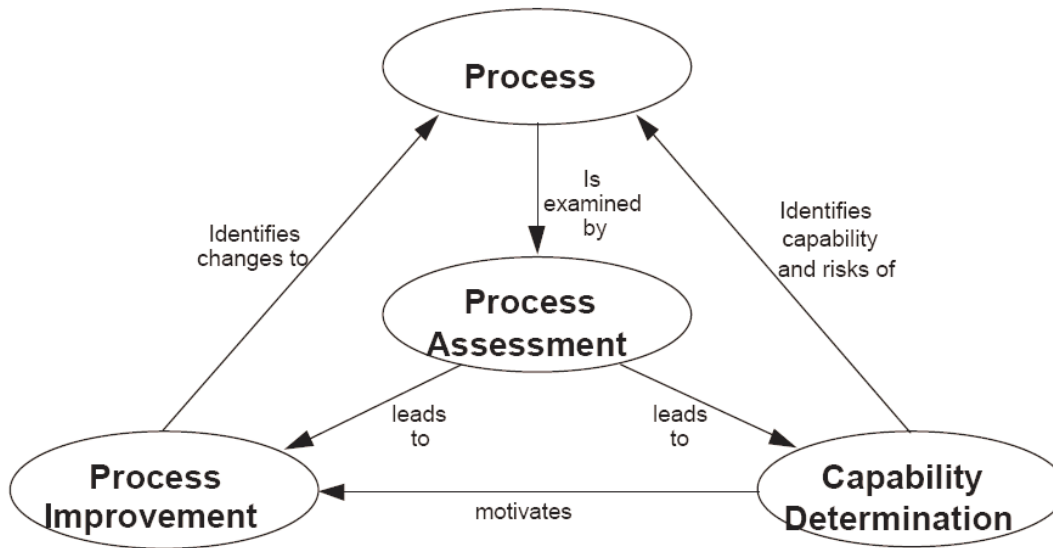 Process
Is
examined
by
Identifies
changes to
Identifies
capability
and risks of
Process
Assessment
leads
to
leads
to
Process
Improvement
motivates
Capability
Determination